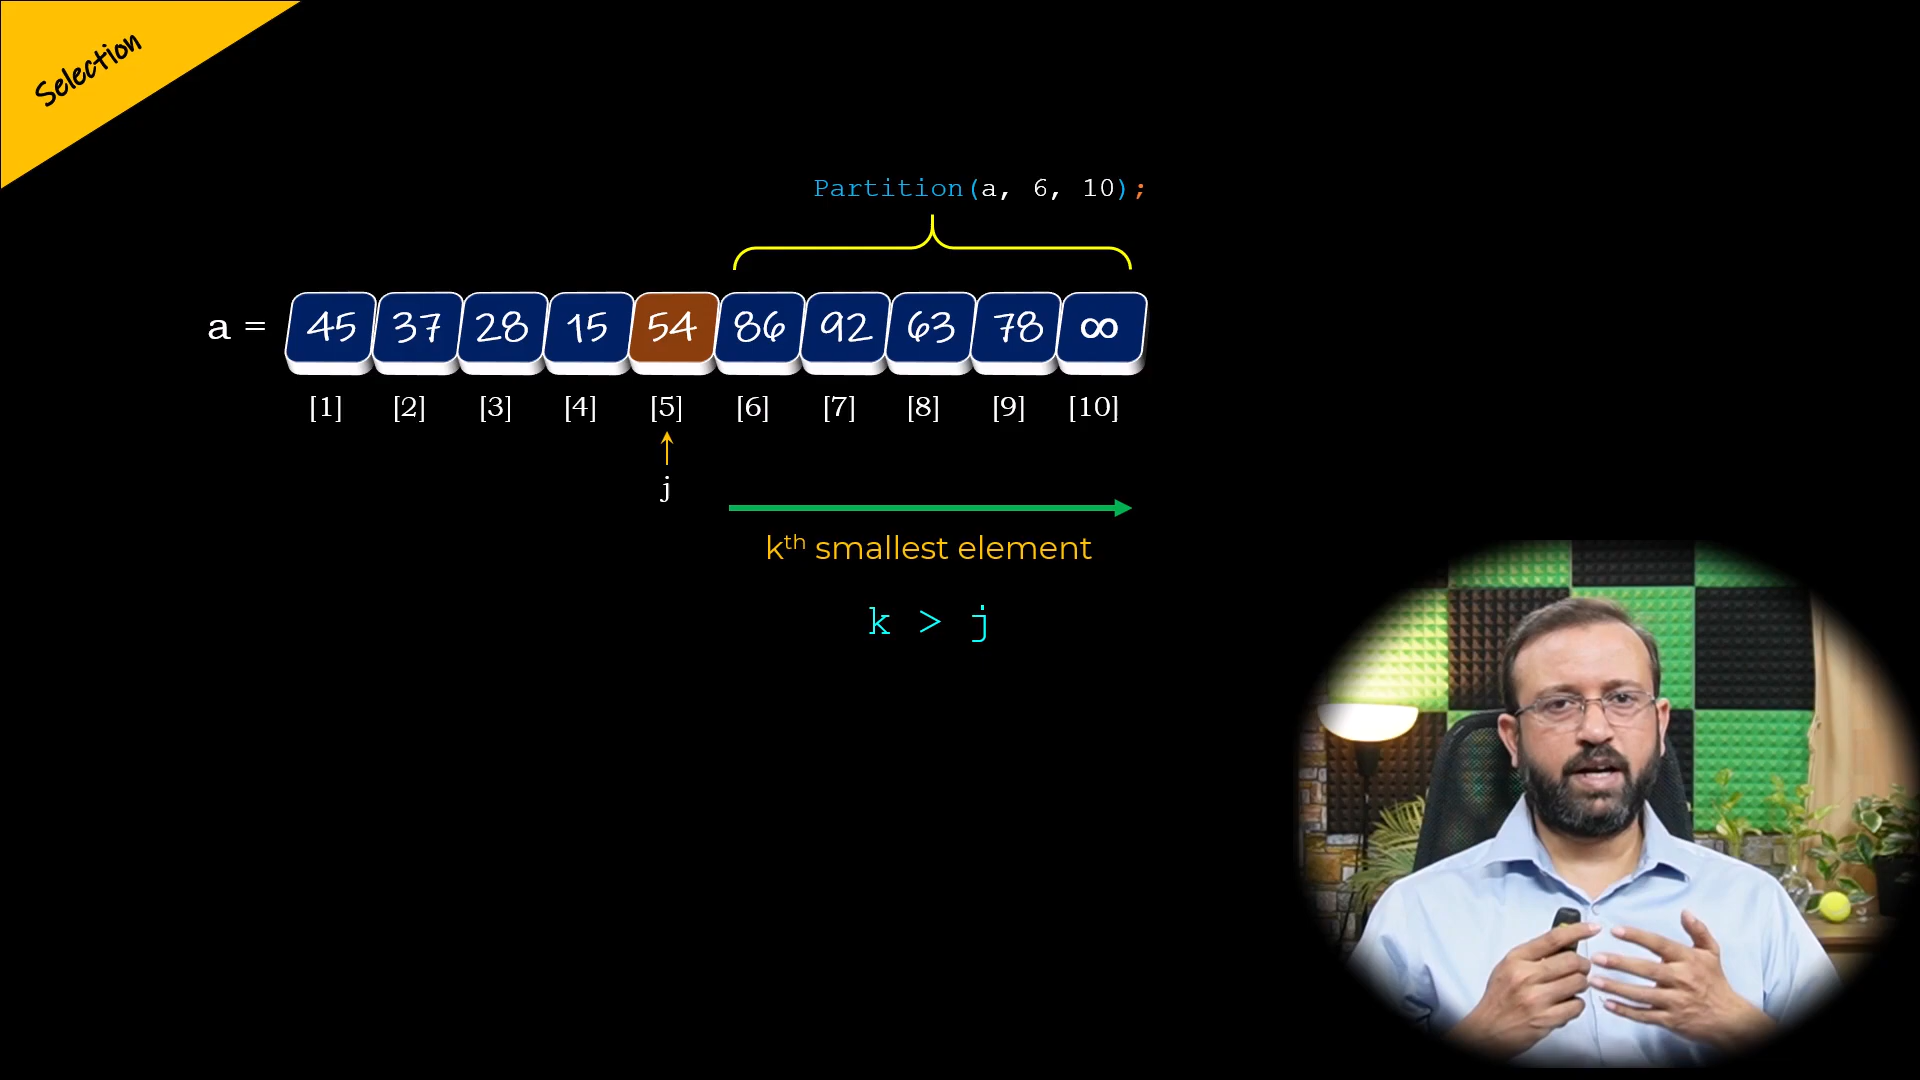 Selection
Partition(a, 6, 10);
a = 45 37 28 15 54 86 92 63 78 ∞
[1] [2] [3] [4] [5] [6] [7] [8] [9] [10]
j
kth smallest element
k > j